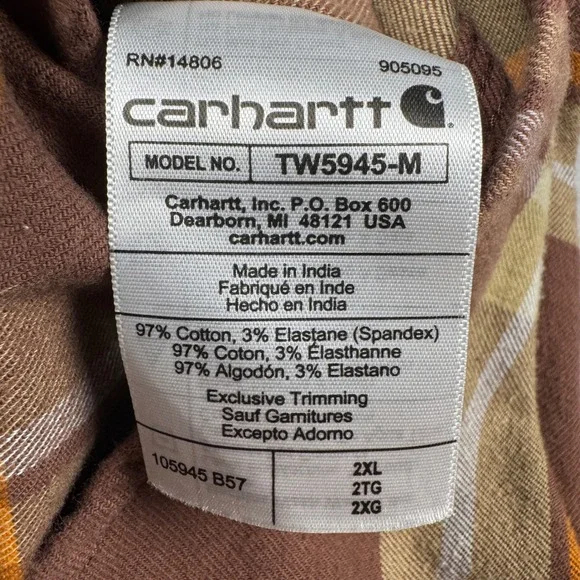 RN#14806 905095
carhartt
MODEL NO. TW5945-M
Carhartt, Inc. P.O. Box 600
Dearborn, MI 48121 USA
carhartt.com
Made in India
Fabriqué en Inde
Hecho en India
97% Cotton, 3% Elastane (Spandex)
97% Coton, 3% Élasthanne
97% Algodón, 3% Elastano
Exclusive Trimming
Sauf Garnitures
Excepto Adorno
105945 B57
2XL
2TG
2XG